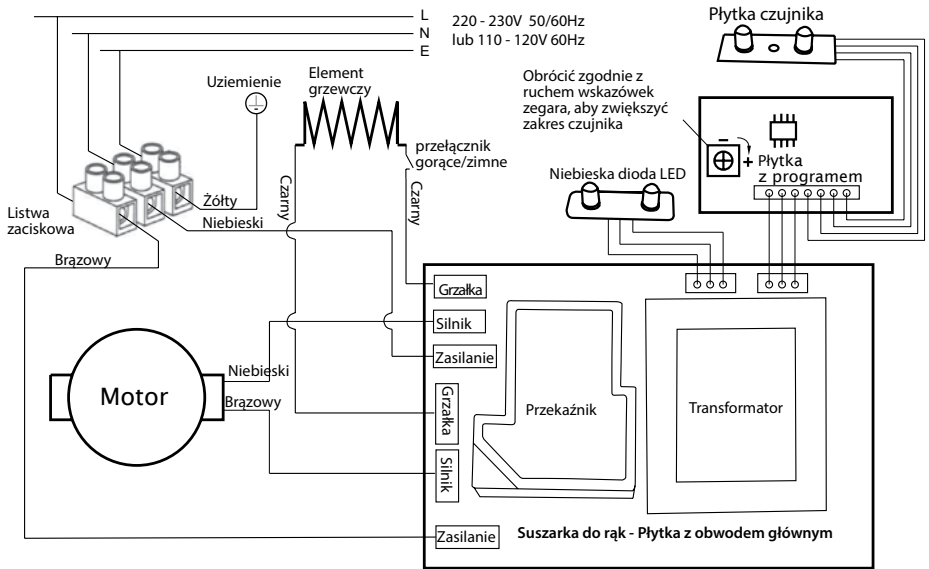 L
220 - 230V 50/60Hz
N
lub 110 - 120V 60Hz
E
Płytka czujnika
Uziemienie
Element
grzewczy
Obrócić zgodnie z
ruchem wskazówek
zegara, aby zwiększyć
zakres czujnika
−
+
Płytka
z programem
przełącznik
gorące/zimne
Niebieska dioda LED
Czarny
Czarny
Listwa
zaciskowa
Żółty
Niebieski
Brązowy
Grzałka
Silnik
Zasilanie
Niebieski
Motor
Brązowy
Grzałka
Przekaźnik
Transformator
Silnik
Zasilanie
Suszarka do rąk - Płytka z obwodem głównym